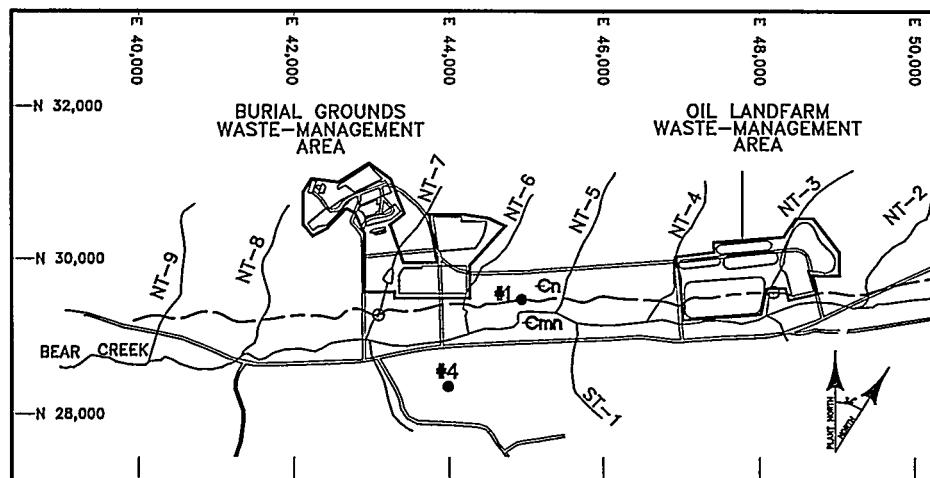 E 40,000
E 42,000
E 44,000
E 46,000
E 48,000
E 50,000
N 32,000
BURIAL GROUNDS
WASTE-MANAGEMENT
AREA
OIL LANDFARM
WASTE-MANAGEMENT
AREA
NT-7
NT-6
NT-5
NT-4
NT-3
NT-2
NT-8
NT-9
N 30,000
#1
Єn
Єmn
BEAR CREEK
#4
ST-1
N 28,000
PLANT NORTH
NORTH